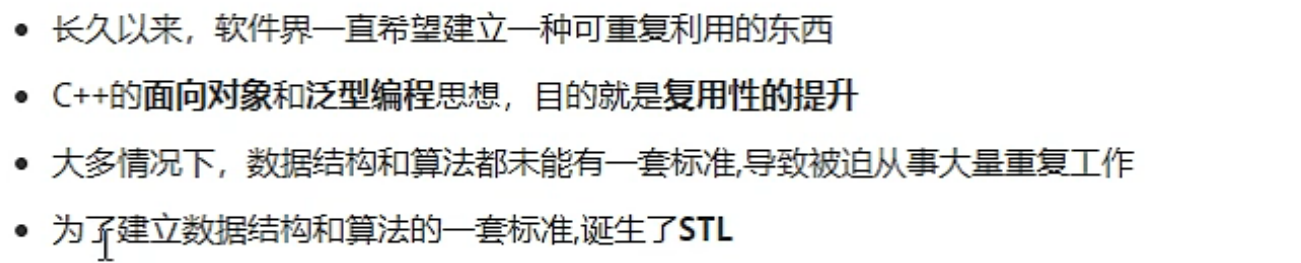 长久以来，软件界一直希望建立一种可重复利用的东西
C++的面向对象和泛型编程思想，目的就是复用性的提升
大多情况下，数据结构和算法都未能有一套标准,导致被迫从事大量重复工作
为了建立数据结构和算法的一套标准,诞生了STL